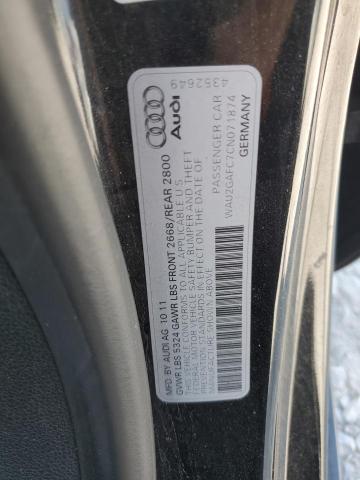 4352649
Audi
MFD. BY AUDI AG 10 11
GVWR LBS 5324 GAWR LBS FRONT 2668/REAR 2800
THIS VEHICLE CONFORMS TO ALL APPLICABLE U S
FEDERAL MOTOR VEHICLE SAFETY BUMPER AND THEFT
PREVENTION STANDARDS IN EFFECT ON THE DATE OF
MANUFACTURE SHOWN ABOVE.
PASSENGER CAR
WAU2GAFC7CN071874
GERMANY